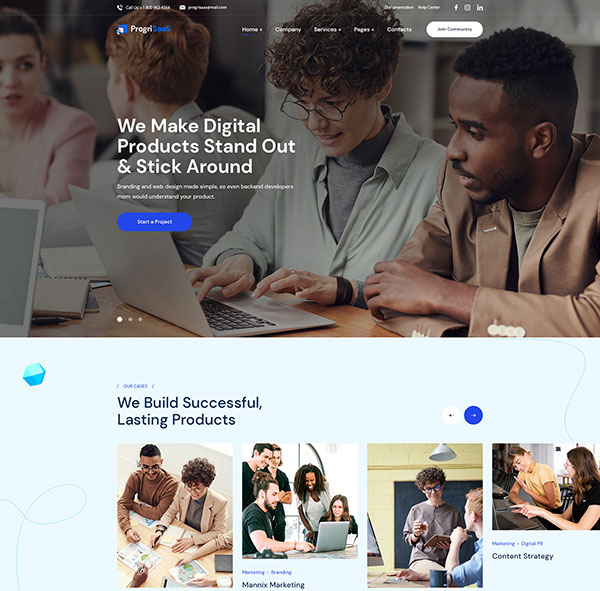 Call Us: +1 800 963 4564 progrisaas@mail.com Documentation Help Center
ProgriSaaS Home + Company Services + Pages + Contacts Join Community
We Make Digital
Products Stand Out
& Stick Around
Branding and web design made simple, so even backend developers
mom would understand your product.
Start a Project
/ OUR CASES /
We Build Successful,
Lasting Products
Marketing • Branding
Mannix Marketing
Marketing • Digital PR
Content Strategy